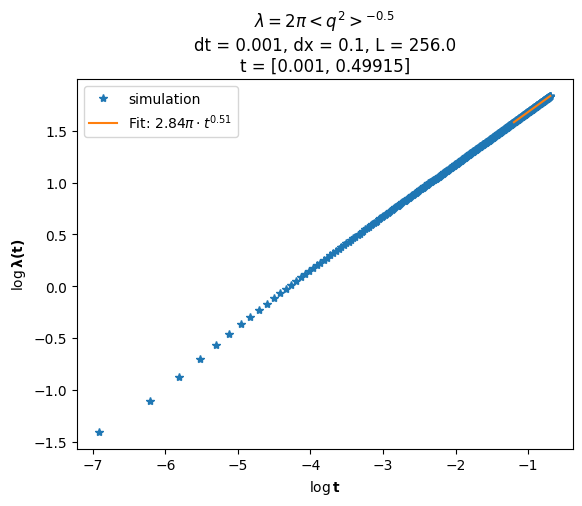 λ = 2π < q² >⁻⁰·⁵
dt = 0.001, dx = 0.1, L = 256.0
t = [0.001, 0.49915]
simulation
Fit: 2.84π · t⁰·⁵¹
log λ(t)
1.5
1.0
0.5
0.0
−0.5
−1.0
−1.5
−7 −6 −5 −4 −3 −2 −1
log t